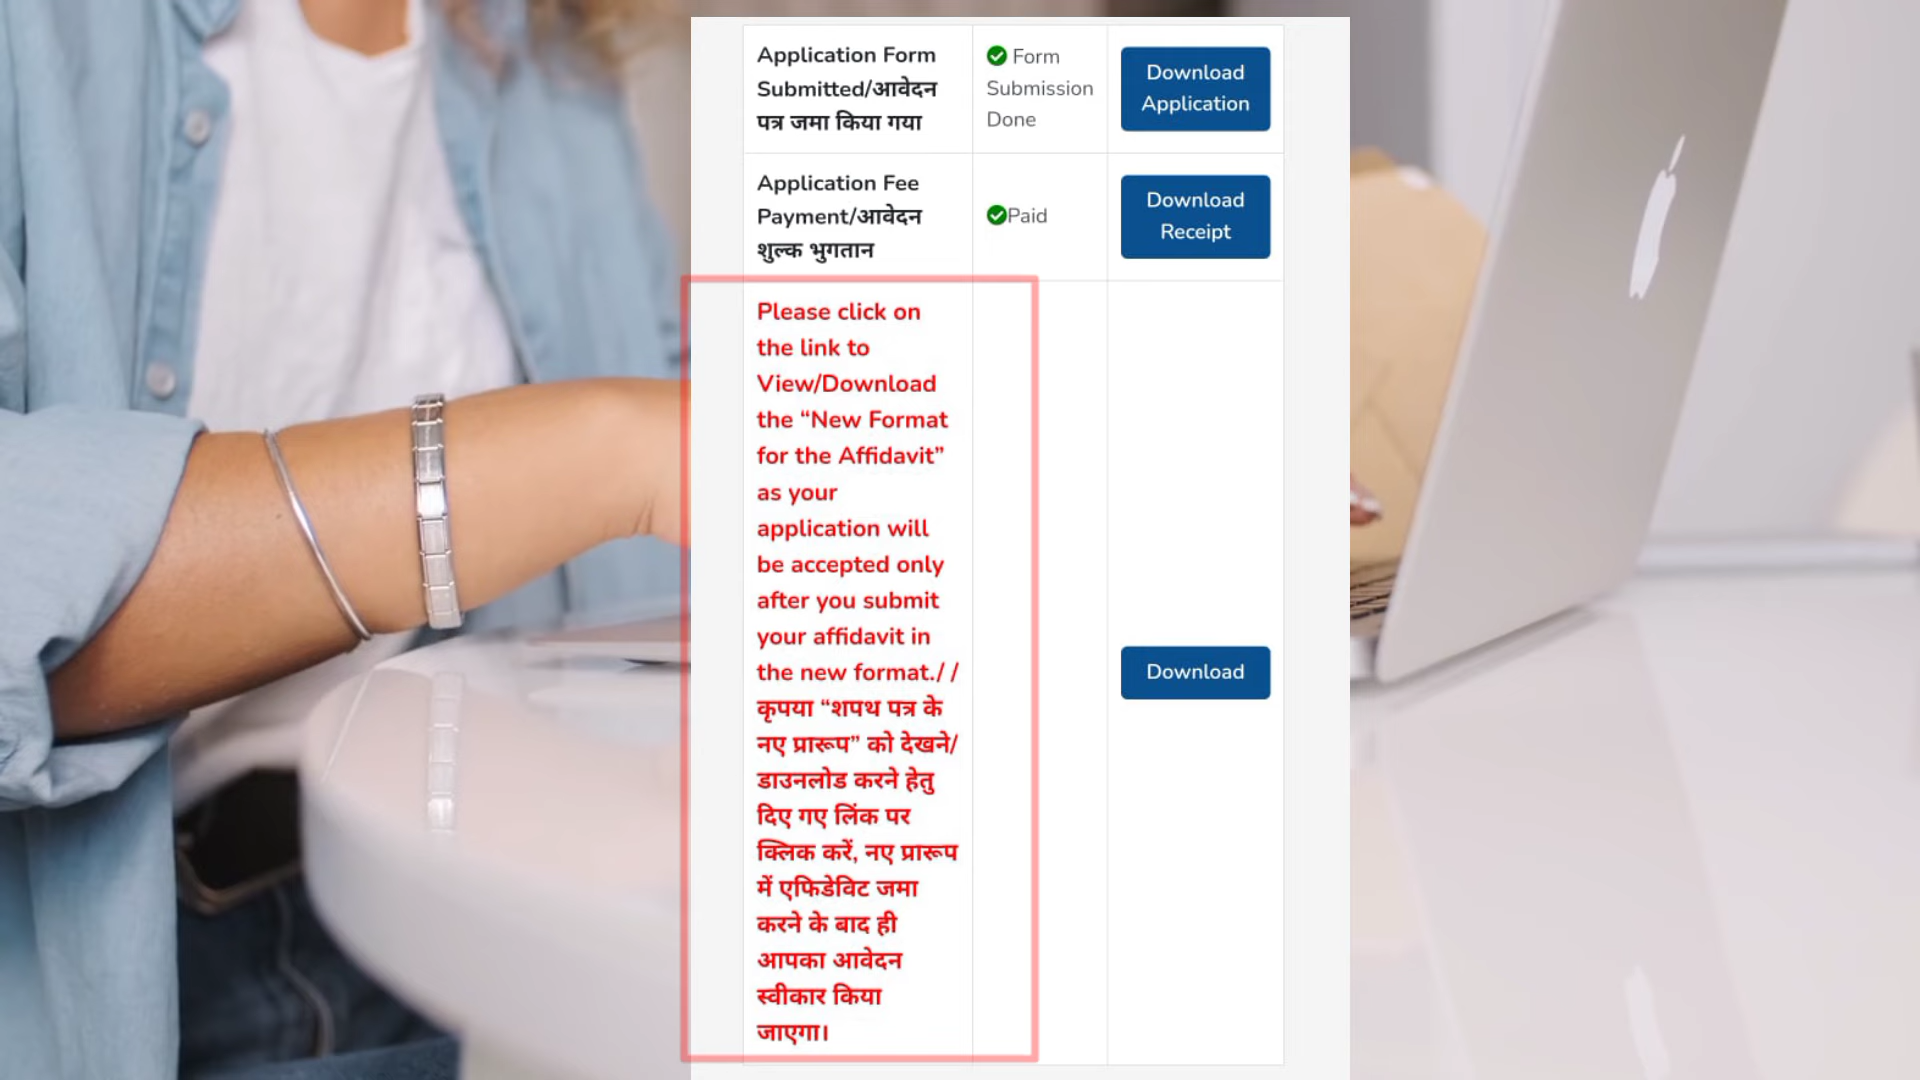 Application Form
Submitted/आवेदन
पत्र जमा किया गया
Form
Submission
Done
Download
Application
Application Fee
Payment/आवेदन
शुल्क भुगतान
Paid
Download
Receipt
Please click on
the link to
View/Download
the “New Format
for the Affidavit”
as your
application will
be accepted only
after you submit
your affidavit in
the new format./ /
कृपया “शपथ पत्र के
नए प्रारूप” को देखने/
डाउनलोड करने हेतु
दिए गए लिंक पर
क्लिक करें, नए प्रारूप
में एफिडेविट जमा
करने के बाद ही
आपका आवेदन
स्वीकार किया
जाएगा।
Download